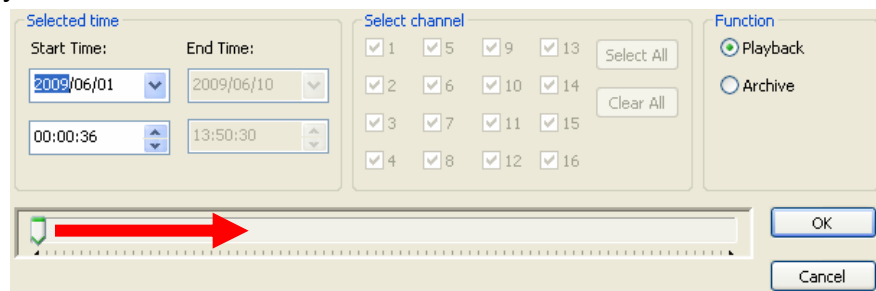 Selected time
Start Time: End Time:
2009/06/01 2009/06/10
00:00:36 13:50:30
Select channel
1 5 9 13 Select All
2 6 10 14 Clear All
3 7 11 15
4 8 12 16
Function
Playback
Archive
OK
Cancel